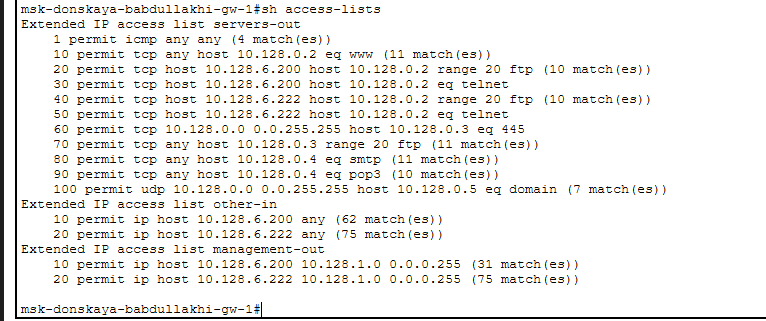 msk-donskaya-babdullakhi-gw-1#sh access-lists
Extended IP access list servers-out
1 permit icmp any any (4 match(es))
10 permit tcp any host 10.128.0.2 eq www (11 match(es))
20 permit tcp host 10.128.6.200 host 10.128.0.2 range 20 ftp (10 match(es))
30 permit tcp host 10.128.6.200 host 10.128.0.2 eq telnet
40 permit tcp host 10.128.6.222 host 10.128.0.2 range 20 ftp (10 match(es))
50 permit tcp host 10.128.6.222 host 10.128.0.2 eq telnet
60 permit tcp 10.128.0.0 0.0.255.255 host 10.128.0.3 eq 445
70 permit tcp any host 10.128.0.3 range 20 ftp (11 match(es))
80 permit tcp any host 10.128.0.4 eq smtp (11 match(es))
90 permit tcp any host 10.128.0.4 eq pop3 (10 match(es))
100 permit udp 10.128.0.0 0.0.255.255 host 10.128.0.5 eq domain (7 match(es))
Extended IP access list other-in
10 permit ip host 10.128.6.200 any (62 match(es))
20 permit ip host 10.128.6.222 any (75 match(es))
Extended IP access list management-out
10 permit ip host 10.128.6.200 10.128.1.0 0.0.0.255 (31 match(es))
20 permit ip host 10.128.6.222 10.128.1.0 0.0.0.255 (75 match(es))
msk-donskaya-babdullakhi-gw-1#